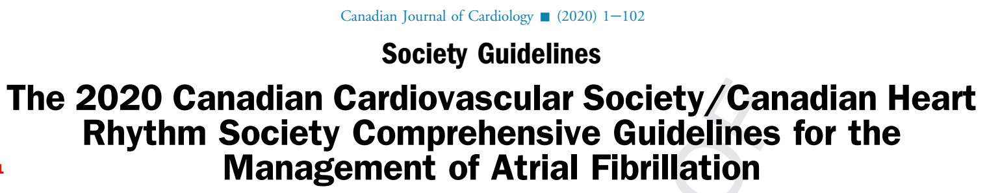 Canadian Journal of Cardiology ■ (2020) 1–102
Society Guidelines
The 2020 Canadian Cardiovascular Society/Canadian Heart
Rhythm Society Comprehensive Guidelines for the
Management of Atrial Fibrillation